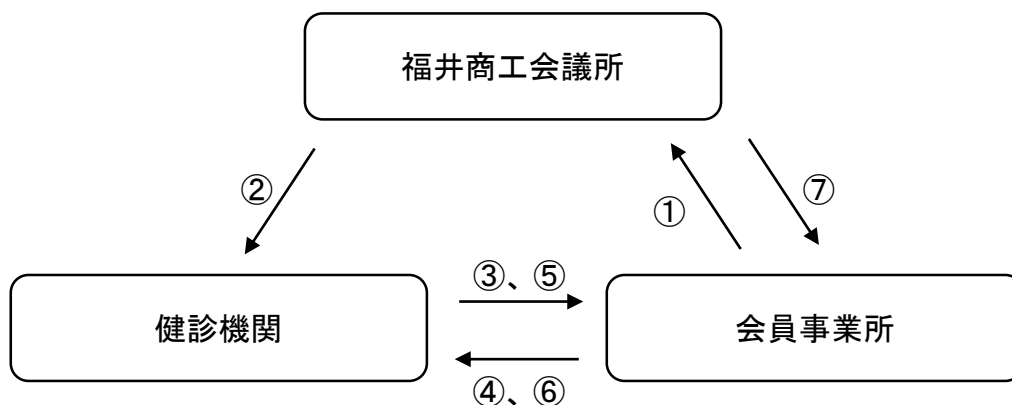 福井商工会議所
②
①
⑦
③、⑤
健診機関
会員事業所
④、⑥